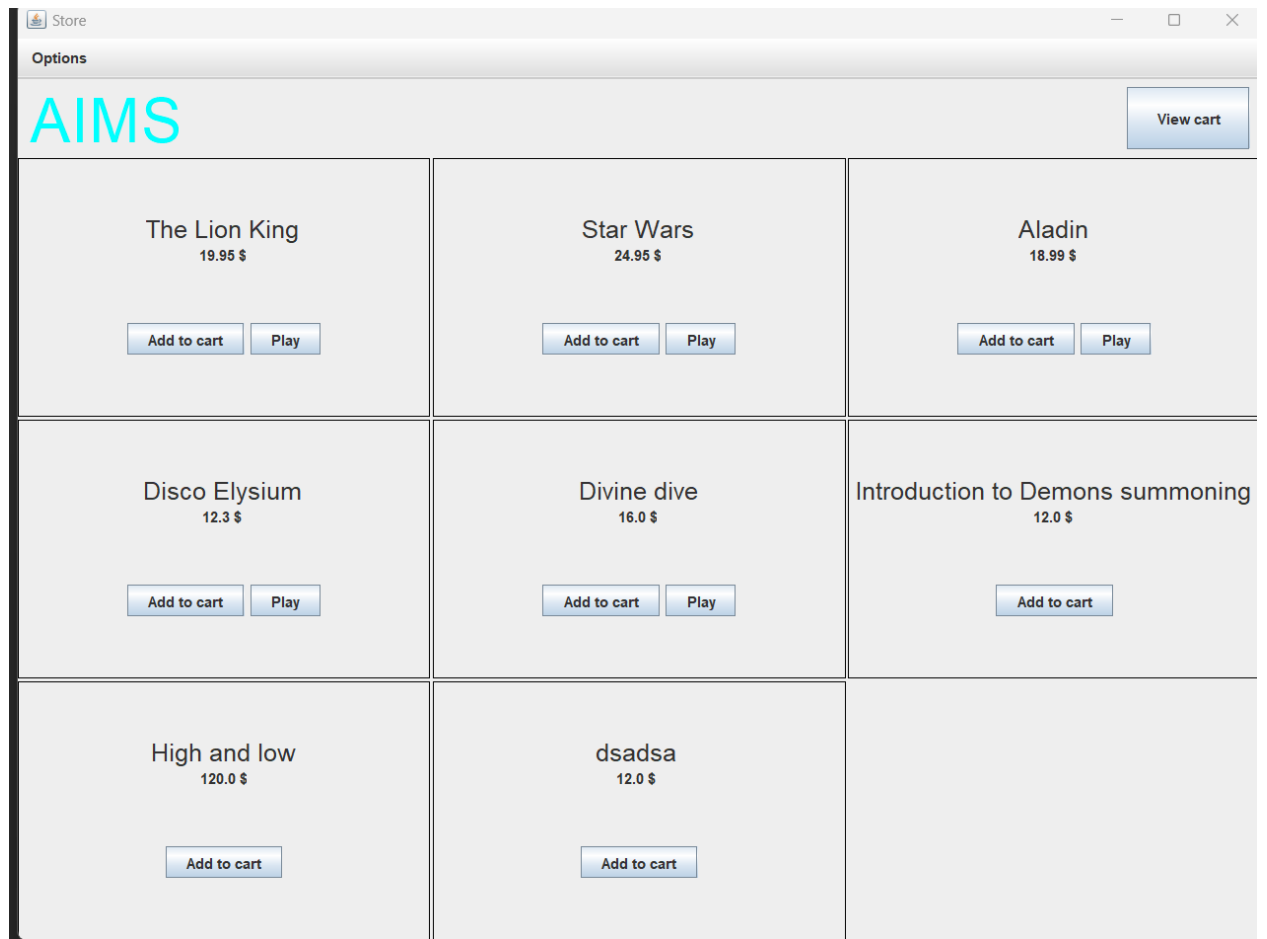 Store
Options
AIMS
View cart
The Lion King
19.95 $
Add to cart Play
Star Wars
24.95 $
Add to cart Play
Aladin
18.99 $
Add to cart Play
Disco Elysium
12.3 $
Add to cart Play
Divine dive
16.0 $
Add to cart Play
Introduction to Demons summoning
12.0 $
Add to cart
High and low
120.0 $
Add to cart
dsadsa
12.0 $
Add to cart